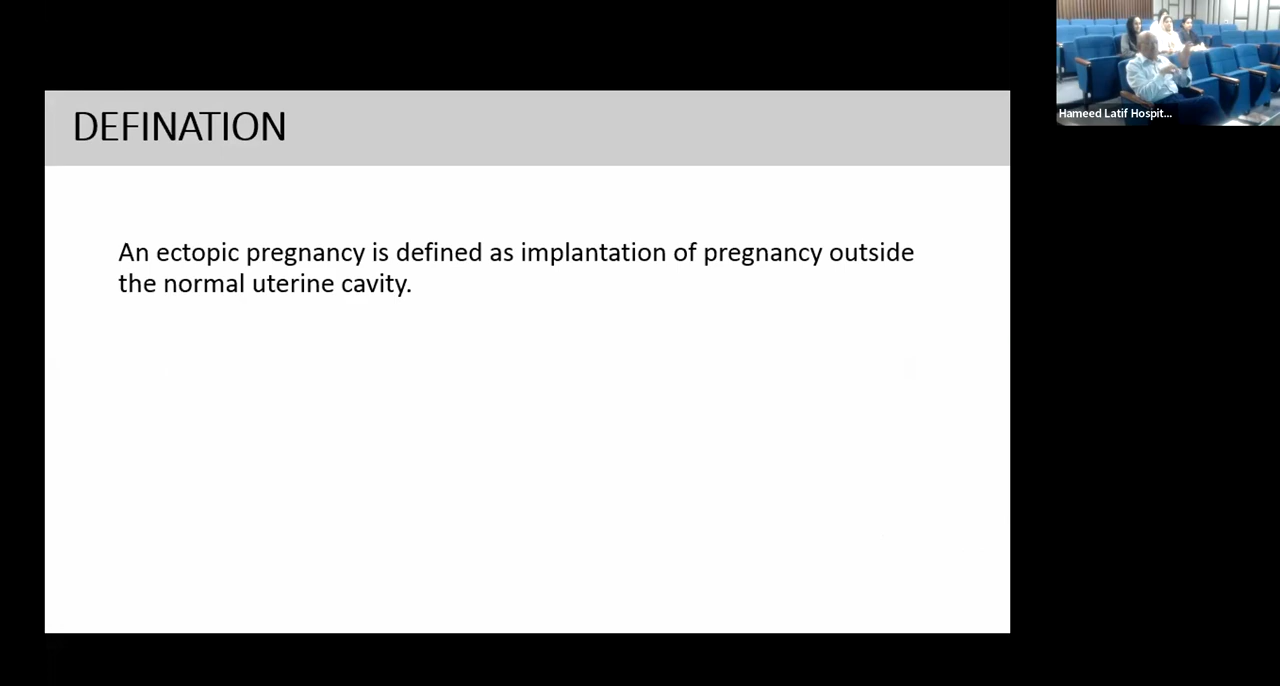 DEFINATION
An ectopic pregnancy is defined as implantation of pregnancy outside
the normal uterine cavity.
Hameed Latif Hospit...